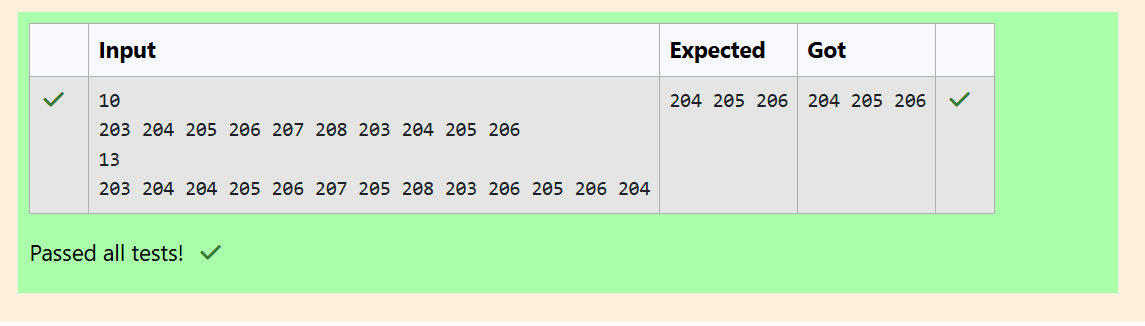 Input Expected Got
10 204 205 206 204 205 206
203 204 205 206 207 208 203 204 205 206
13
203 204 204 205 206 207 205 208 203 206 205 206 204
Passed all tests!